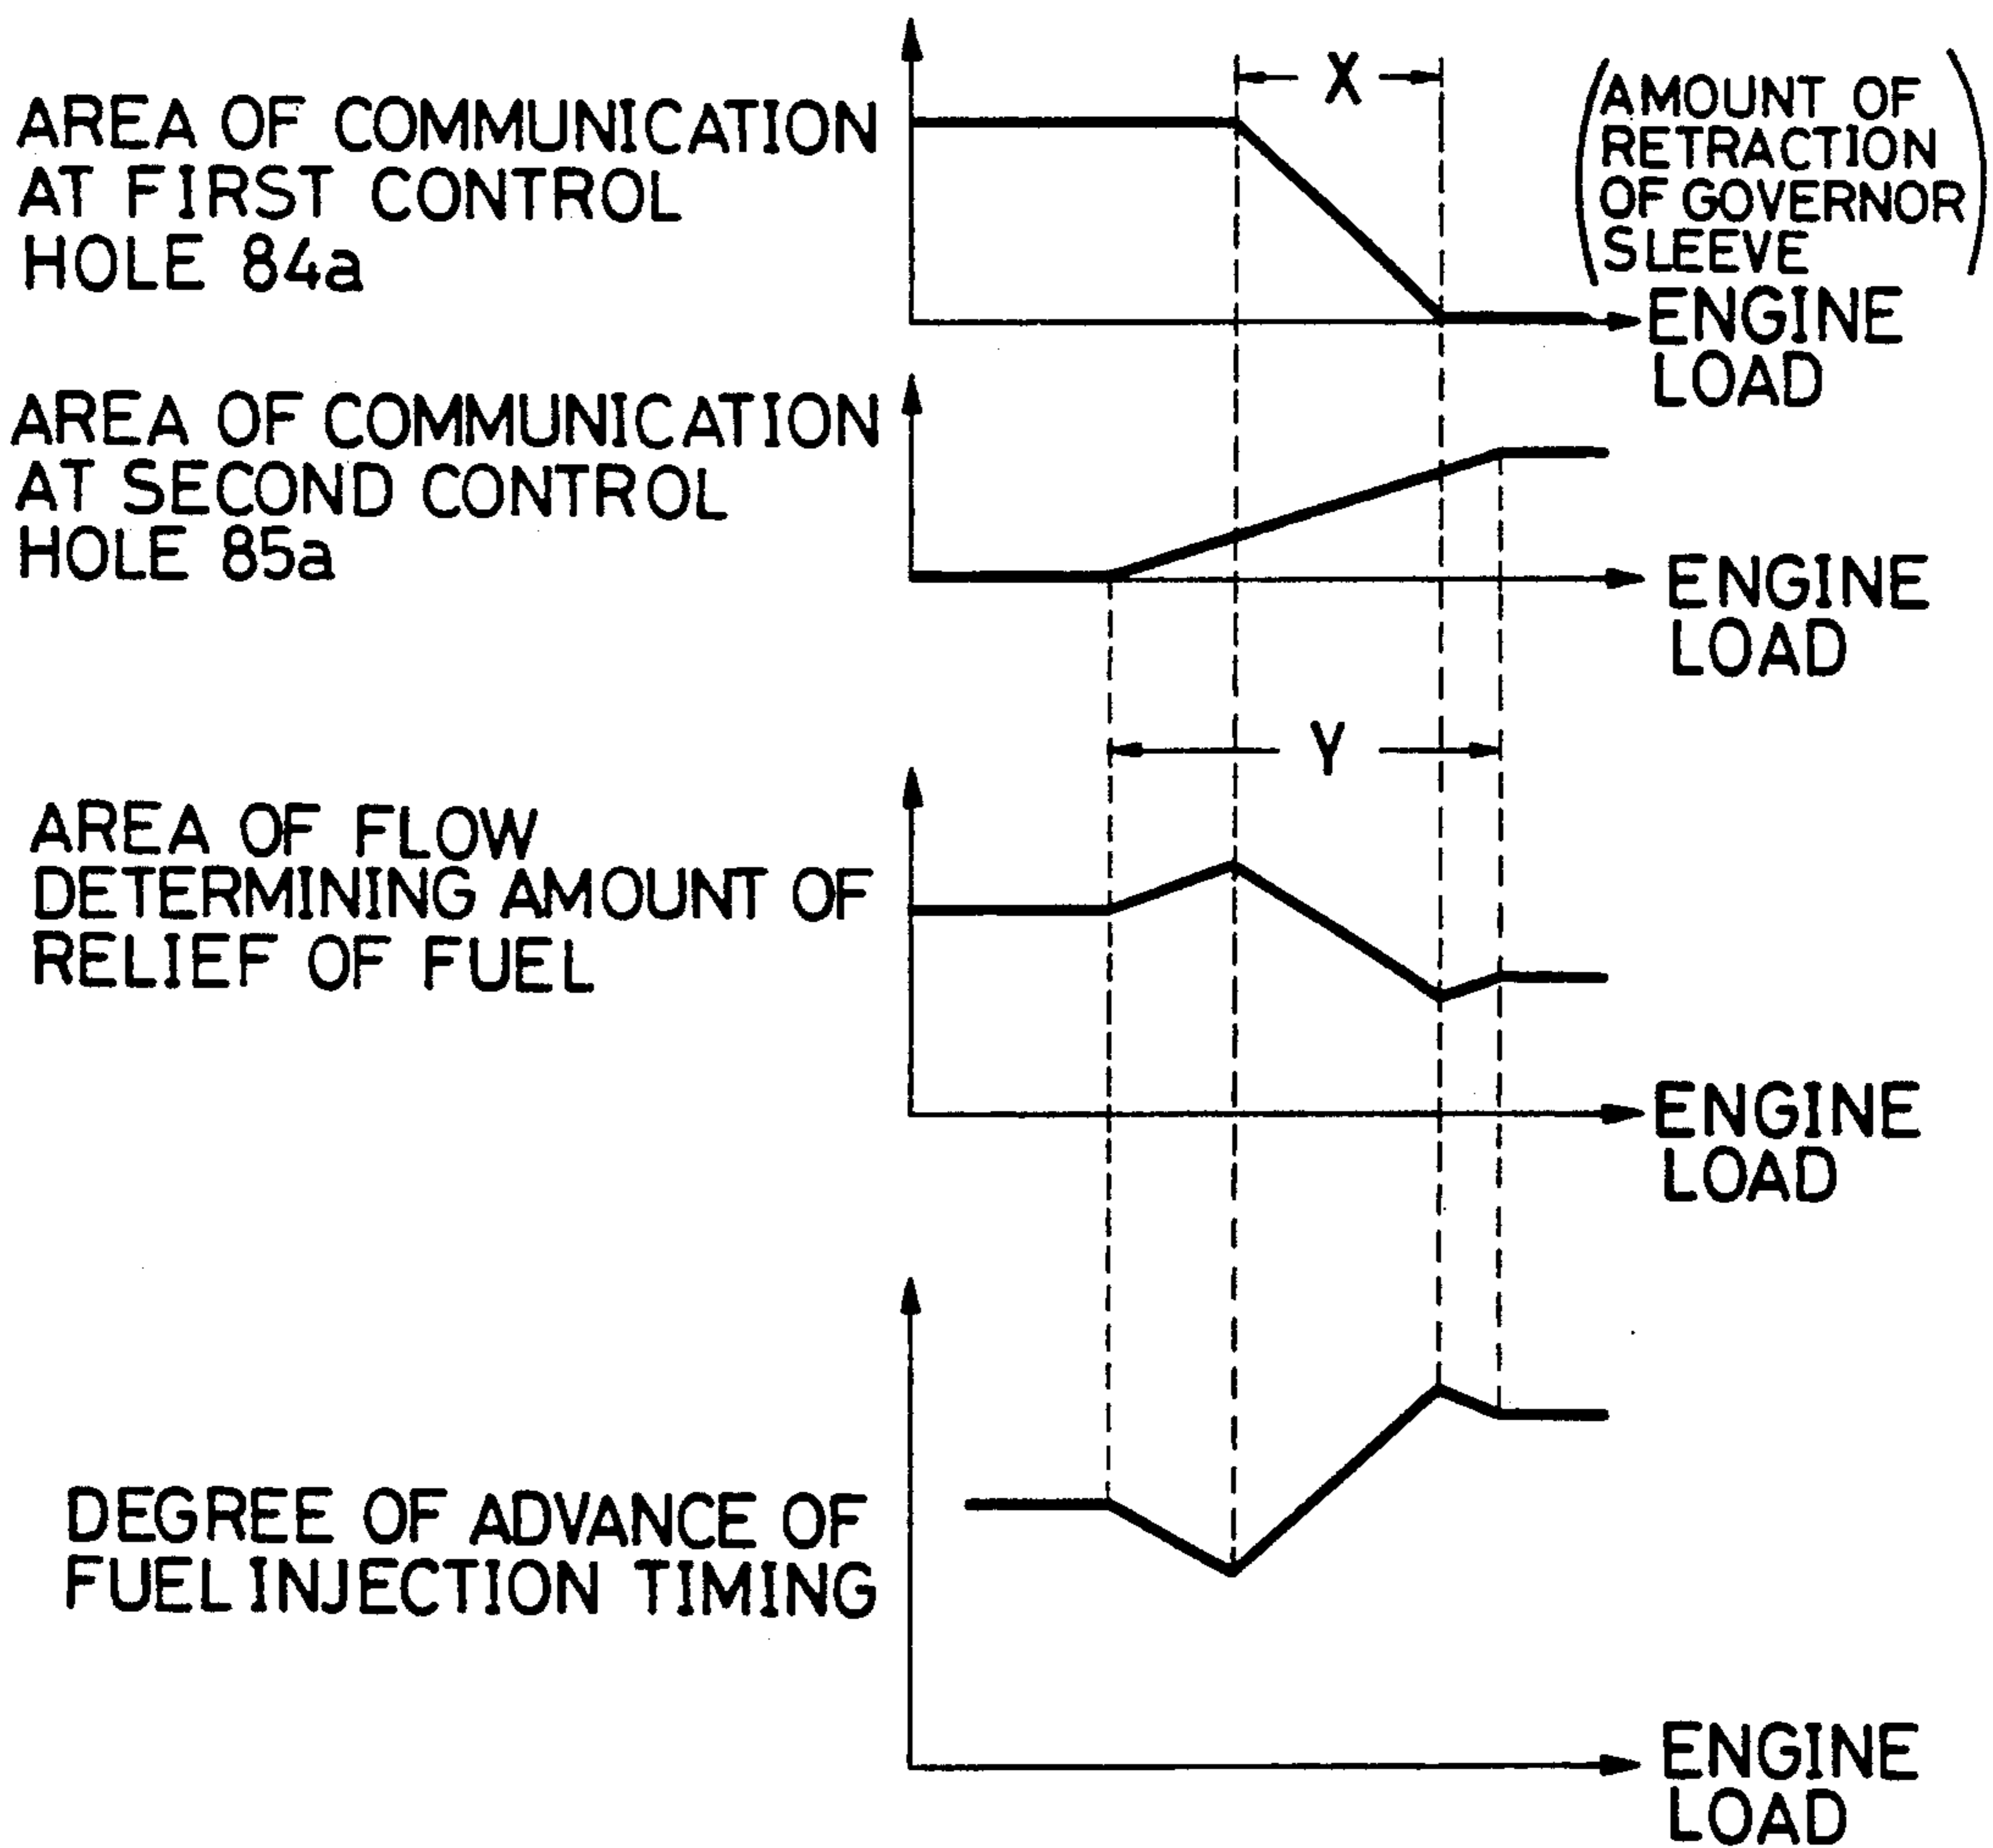 AREA OF COMMUNICATION
AT FIRST CONTROL
HOLE 84a
X
(AMOUNT OF
RETRACTION
OF GOVERNOR
SLEEVE)
ENGINE
LOAD
AREA OF COMMUNICATION
AT SECOND CONTROL
HOLE 85a
ENGINE
LOAD
Y
AREA OF FLOW
DETERMINING AMOUNT OF
RELIEF OF FUEL
ENGINE
LOAD
DEGREE OF ADVANCE OF
FUEL INJECTION TIMING
ENGINE
LOAD